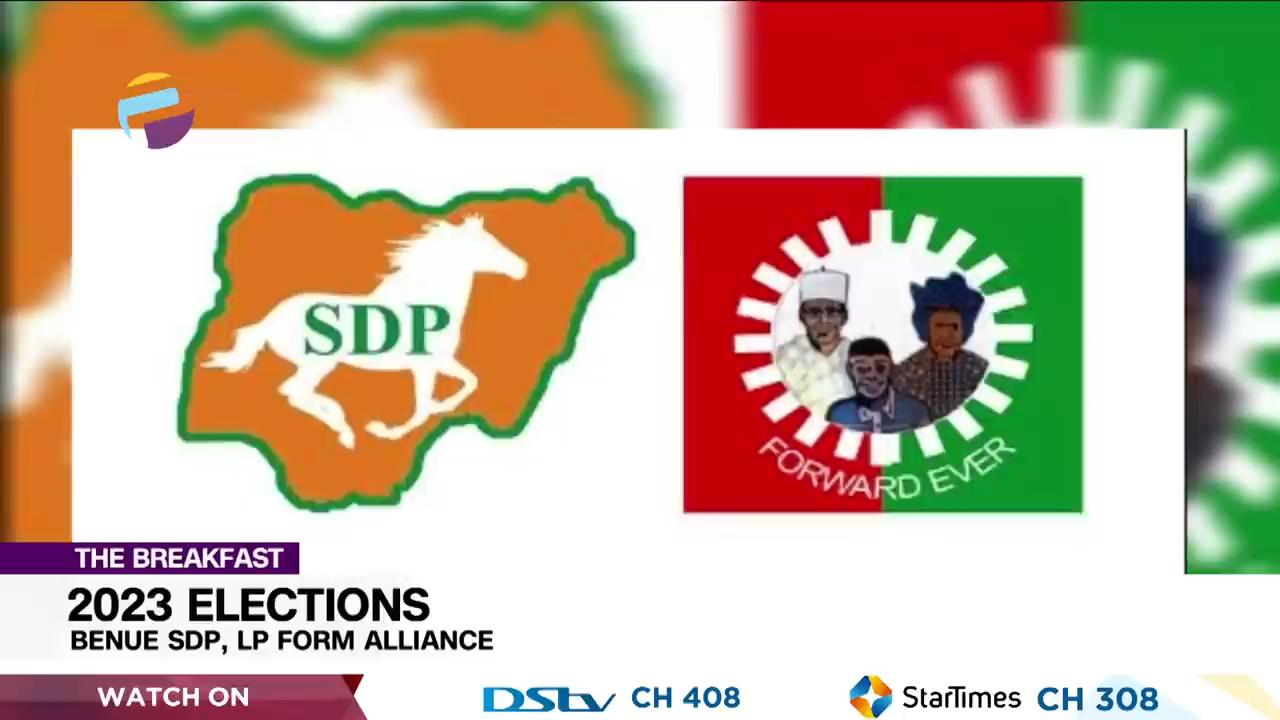 SDP
FORWARD EVER
THE BREAKFAST
2023 ELECTIONS
BENUE SDP, LP FORM ALLIANCE
WATCH ON
DStv CH 408
StarTimes CH 308